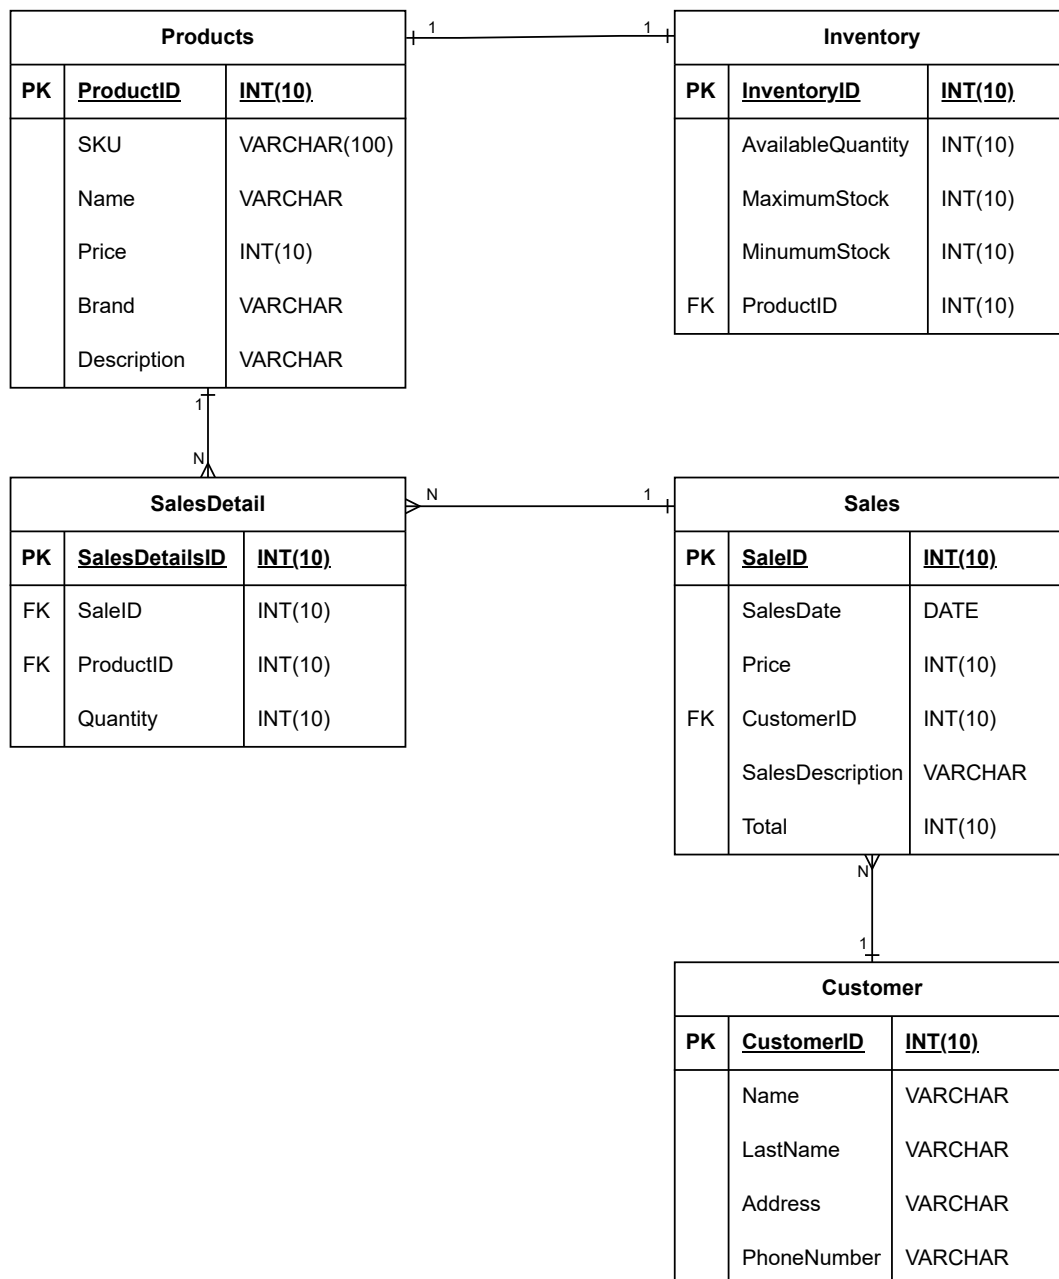 Products
PK ProductID INT(10)
SKU VARCHAR(100)
Name VARCHAR
Price INT(10)
Brand VARCHAR
Description VARCHAR
1 1
Inventory
PK InventoryID INT(10)
AvailableQuantity INT(10)
MaximumStock INT(10)
MinumumStock INT(10)
FK ProductID INT(10)
1
N
SalesDetail
PK SalesDetailsID INT(10)
FK SaleID INT(10)
FK ProductID INT(10)
Quantity INT(10)
N 1
Sales
PK SaleID INT(10)
SalesDate DATE
Price INT(10)
FK CustomerID INT(10)
SalesDescription VARCHAR
Total INT(10)
N
1
Customer
PK CustomerID INT(10)
Name VARCHAR
LastName VARCHAR
Address VARCHAR
PhoneNumber VARCHAR